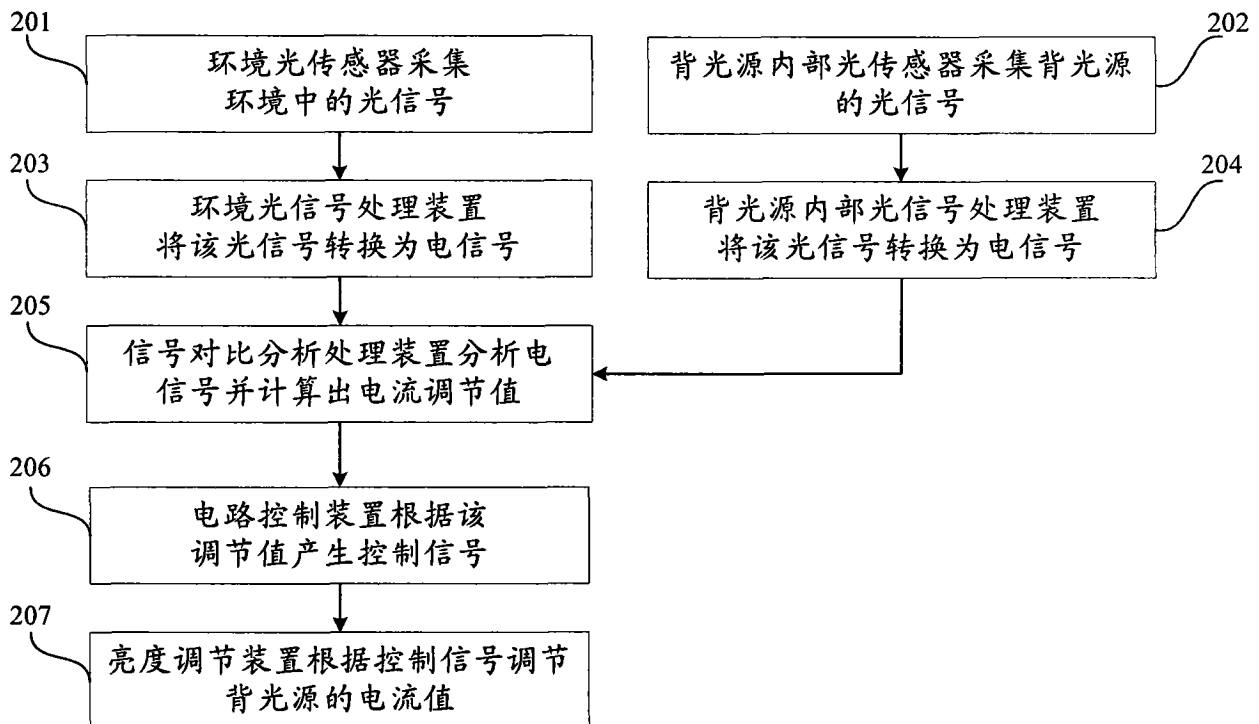 201
环境光传感器采集
环境中的光信号
202
背光源内部光传感器采集背光源
的光信号
203
环境光信号处理装置
将该光信号转换为电信号
204
背光源内部光信号处理装置
将该光信号转换为电信号
205
信号对比分析处理装置分析电
信号并计算出电流调节值
206
电路控制装置根据该
调节值产生控制信号
207
亮度调节装置根据控制信号调节
背光源的电流值